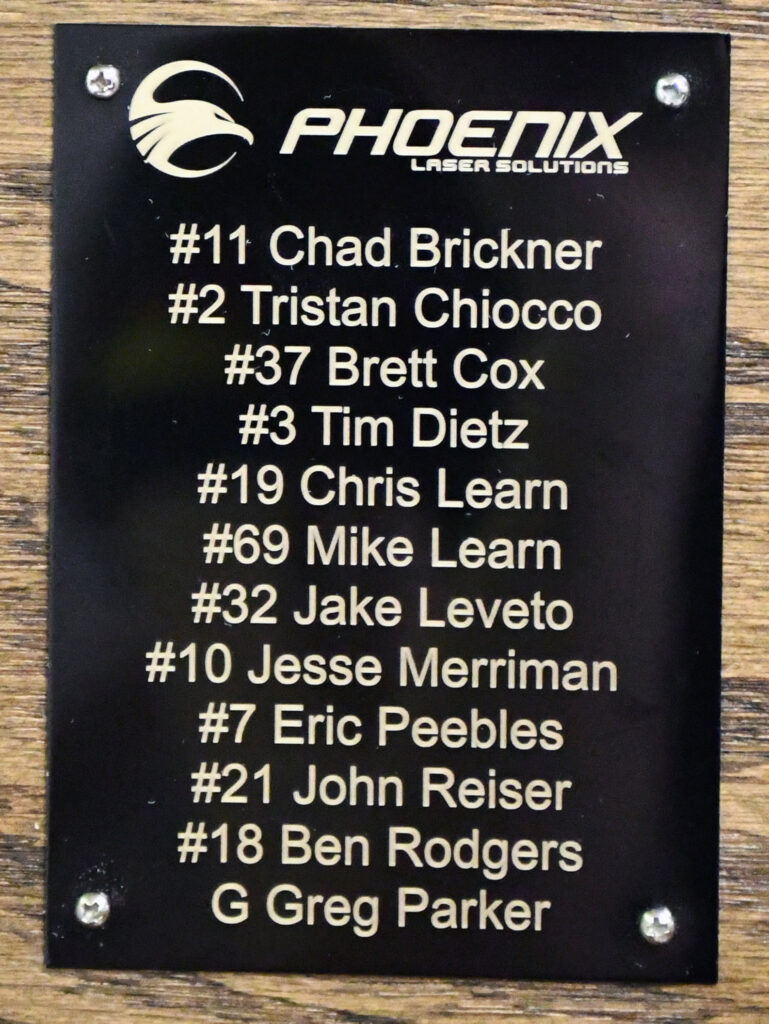 PHOENIX
LASER SOLUTIONS
#11 Chad Brickner
#2 Tristan Chiocco
#37 Brett Cox
#3 Tim Dietz
#19 Chris Learn
#69 Mike Learn
#32 Jake Leveto
#10 Jesse Merriman
#7 Eric Peebles
#21 John Reiser
#18 Ben Rodgers
G Greg Parker